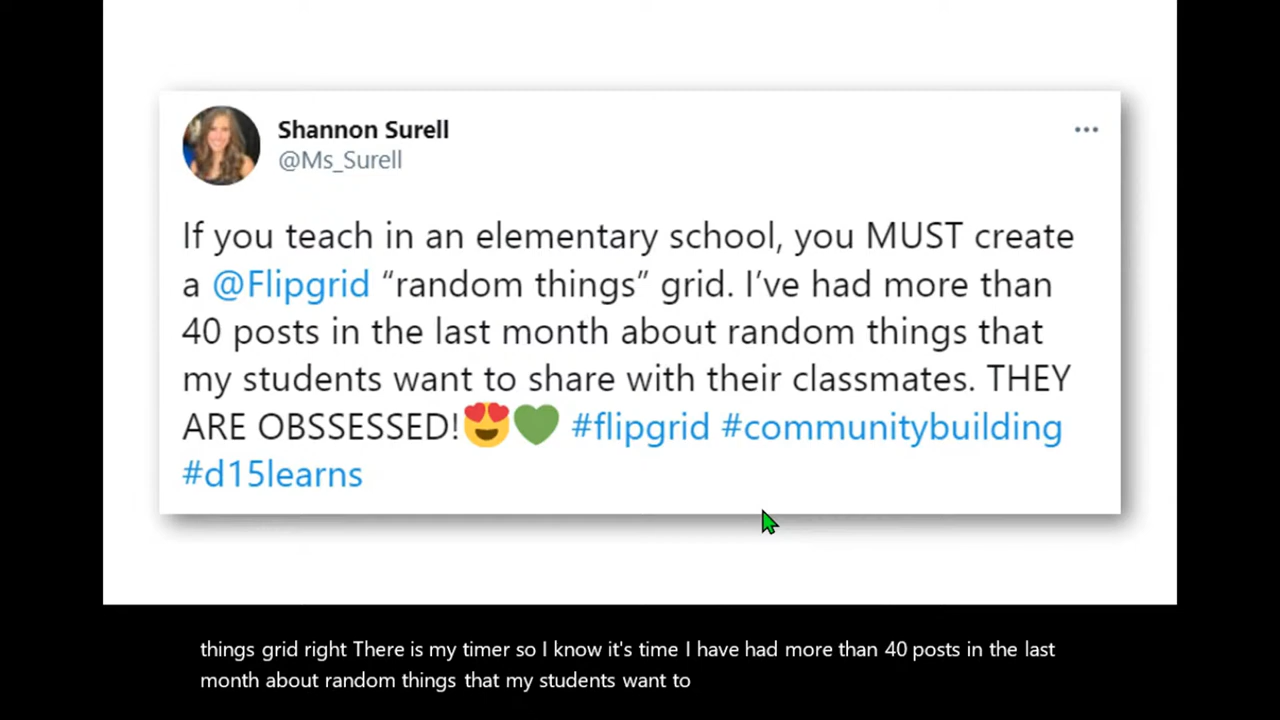 Shannon Surell
@Ms_Surell
If you teach in an elementary school, you MUST create
a @Flipgrid “random things” grid. I’ve had more than
40 posts in the last month about random things that
my students want to share with their classmates. THEY
ARE OBSSESSED!😍💚 #flipgrid #communitybuilding
#d15learns
things grid right There is my timer so I know it's time I have had more than 40 posts in the last
month about random things that my students want to